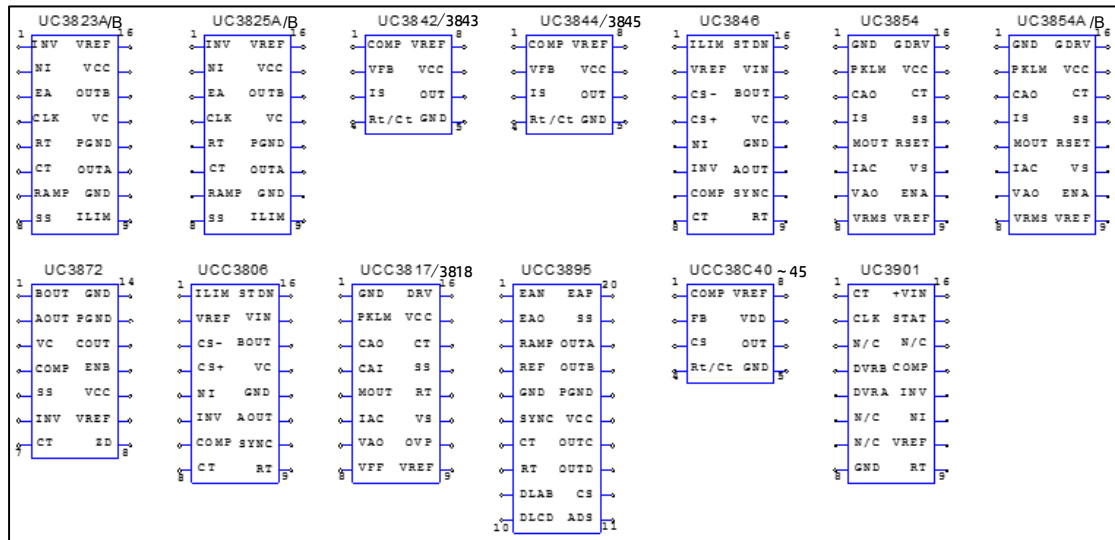 UC3823A/B UC3825A/B UC3842/3843 UC3844/3845 UC3846 UC3854 UC3854A/B
1 16 1 16 1 8 1 8 1 16 1 16 1 16
INV VREF INV VREF COMP VREF COMP VREF ILIM STDN GND GDRV GND GDRV
NI VCC NI VCC VFB VCC VFB VCC VREF VIN PKLM VCC PKLM VCC
EA OUTB EA OUTB IS OUT IS OUT CS- BOUT CAO CT CAO CT
CLK VC CLK VC Rt/Ct GND Rt/Ct GND CS+ VC IS SS IS SS
4 5 4 5
RT PGND RT PGND NI GND MOUT RSET MOUT RSET
CT OUTA CT OUTA INV AOUT IAC VS IAC VS
RAMP GND RAMP GND COMP SYNC VAO ENA VAO ENA
SS ILIM SS ILIM CT RT VRMS VREF VRMS VREF
8 9 8 9 8 9 8 9 8 9
UC3872 UCC3806 UCC3817/3818 UCC3895 UCC38C40~45 UC3901
1 14 1 16 1 16 1 20 1 8 1 16
BOUT GND ILIM STDN GND DRV EAN EAP COMP VREF CT +VIN
AOUT PGND VREF VIN PKLM VCC EAO SS FB VDD CLK STAT
VC COUT CS- BOUT CAO CT RAMP OUTA CS OUT N/C N/C
COMP ENB CS+ VC CAI SS REF OUTB Rt/Ct GND DVRB COMP
4 5
SS VCC NI GND MOUT RT GND PGND DVRA INV
INV VREF INV AOUT IAC VS SYNC VCC N/C NI
CT ZD COMP SYNC VAO OVP CT OUTC N/C VREF
7 8
CT RT VFF VREF RT OUTD GND RT
8 9 8 9 8 9
DLAB CS
DLCD ADS
10 11